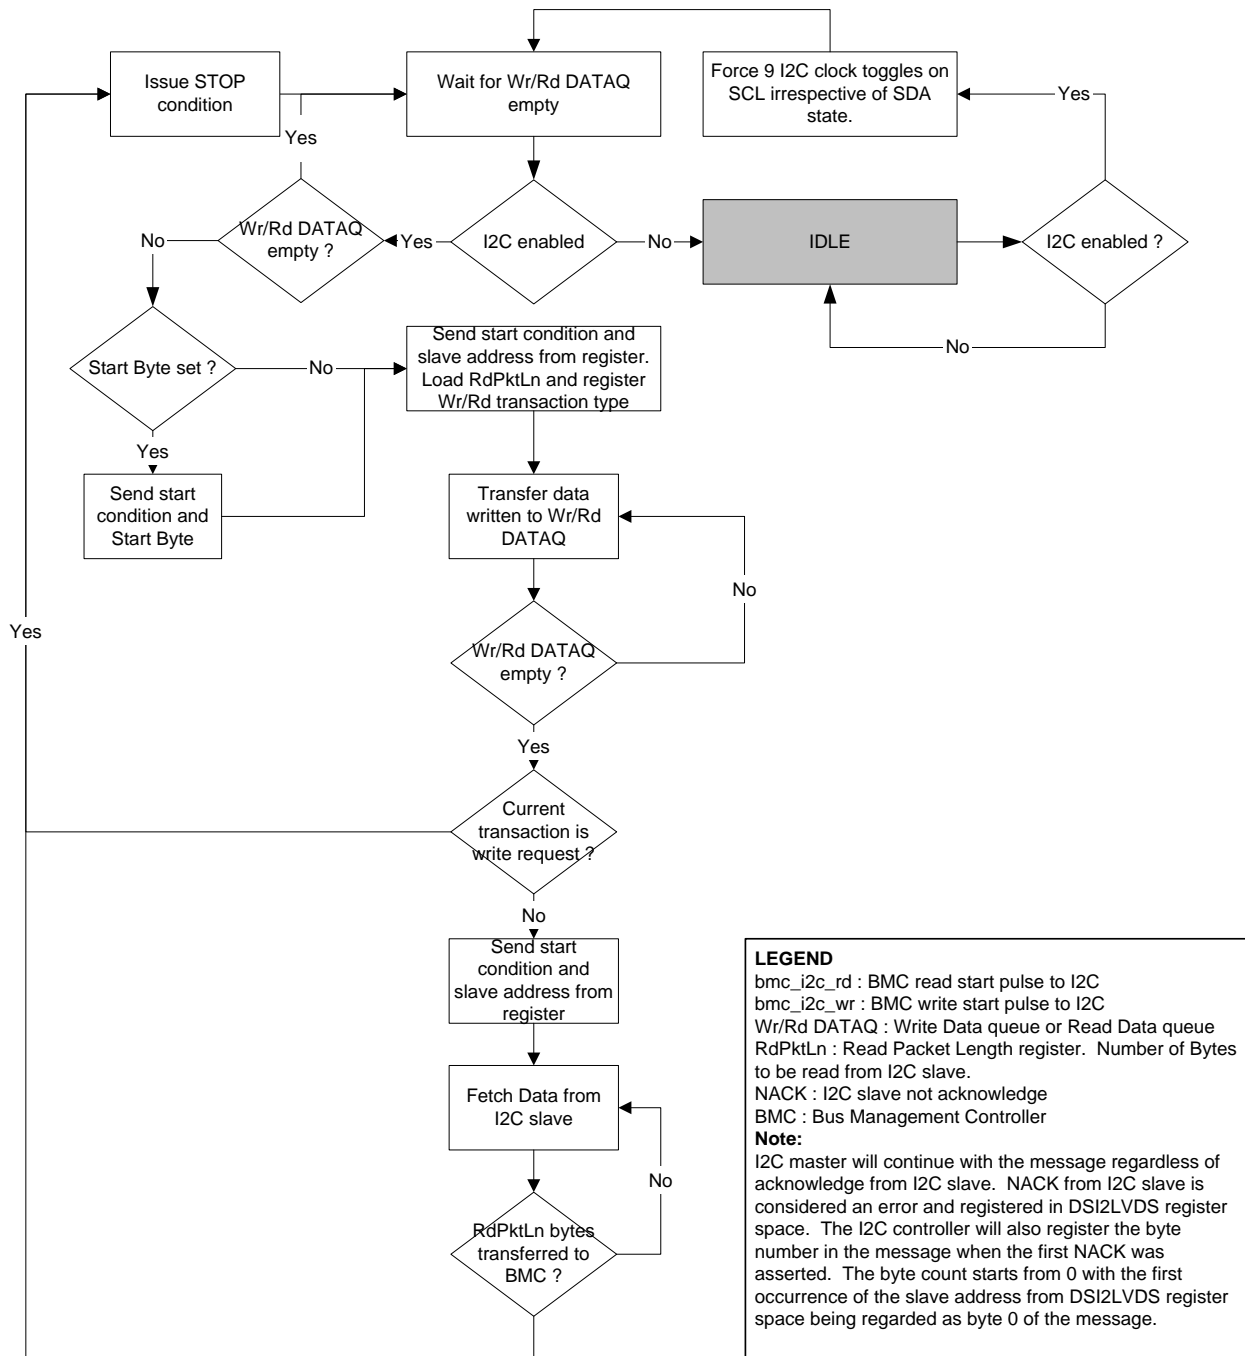 Issue STOP
condition
Wait for Wr/Rd DATAQ
empty
Force 9 I2C clock toggles on
SCL irrespective of SDA
state.
Yes
Yes
Wr/Rd DATAQ
empty ?
No
Yes
I2C enabled
No
IDLE
I2C enabled ?
No
Start Byte set ?
No
Send start condition and
slave address from register.
Load RdPktLn and register
Wr/Rd transaction type
Yes
Send start
condition and
Start Byte
Transfer data
written to Wr/Rd
DATAQ
No
Yes
Wr/Rd DATAQ
empty ?
Yes
Current
transaction is
write request ?
No
Send start
condition and
slave address from
register
Fetch Data from
I2C slave
No
RdPktLn bytes
transferred to
BMC ?
LEGEND
bmc_i2c_rd : BMC read start pulse to I2C
bmc_i2c_wr : BMC write start pulse to I2C
Wr/Rd DATAQ : Write Data queue or Read Data queue
RdPktLn : Read Packet Length register.  Number of Bytes
to be read from I2C slave.
NACK : I2C slave not acknowledge
BMC : Bus Management Controller
Note:
I2C master will continue with the message regardless of
acknowledge from I2C slave.  NACK from I2C slave is
considered an error and registered in DSI2LVDS register
space.  The I2C controller will also register the byte
number in the message when the first NACK was
asserted.  The byte count starts from 0 with the first
occurrence of the slave address from DSI2LVDS register
space being regarded as byte 0 of the message.